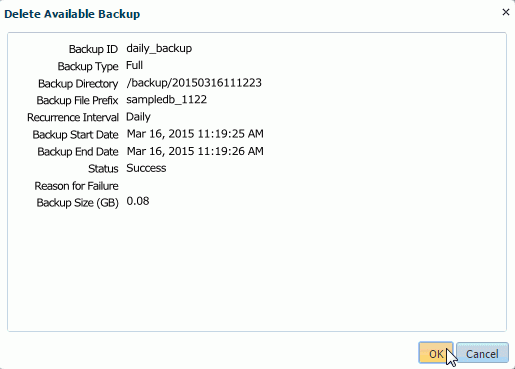 Delete Available Backup
Backup ID daily_backup
Backup Type Full
Backup Directory /backup/20150316111223
Backup File Prefix sampledb_1122
Recurrence Interval Daily
Backup Start Date Mar 16, 2015 11:19:25 AM
Backup End Date Mar 16, 2015 11:19:26 AM
Status Success
Reason for Failure
Backup Size (GB) 0.08
OK Cancel